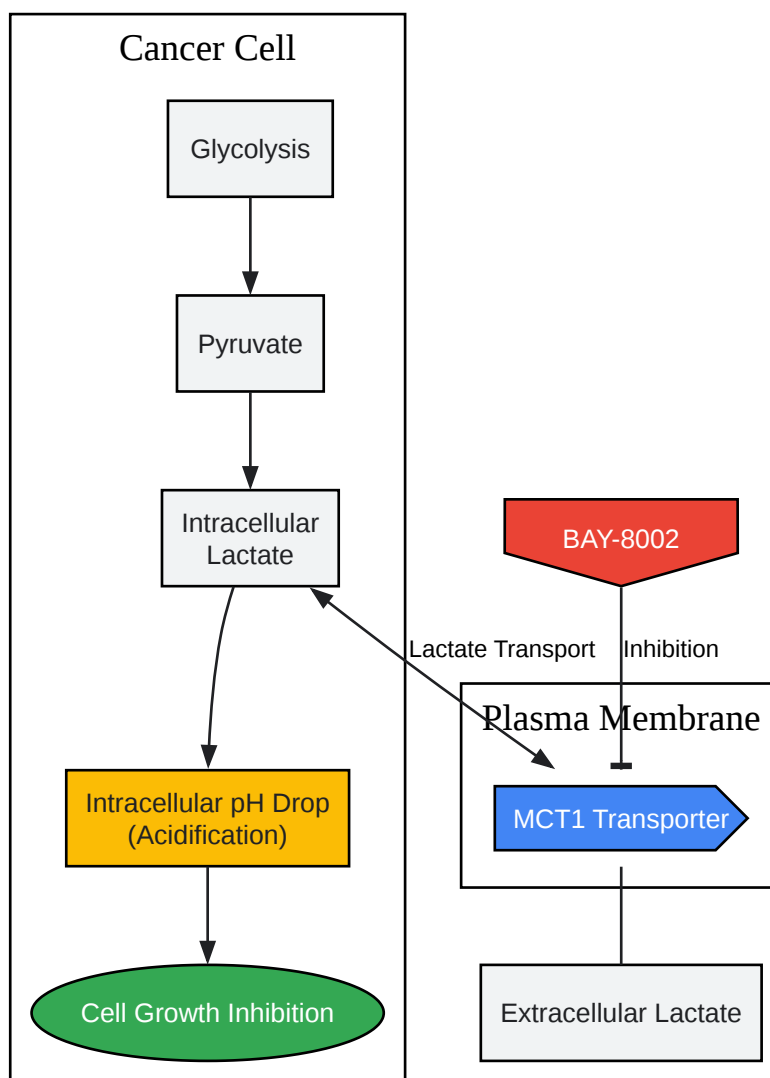 Cancer Cell
Glycolysis
Pyruvate
Intracellular
Lactate
BAY-8002
Lactate Transport
Inhibition
Plasma Membrane
Intracellular pH Drop
(Acidification)
MCT1 Transporter
Cell Growth Inhibition
Extracellular Lactate